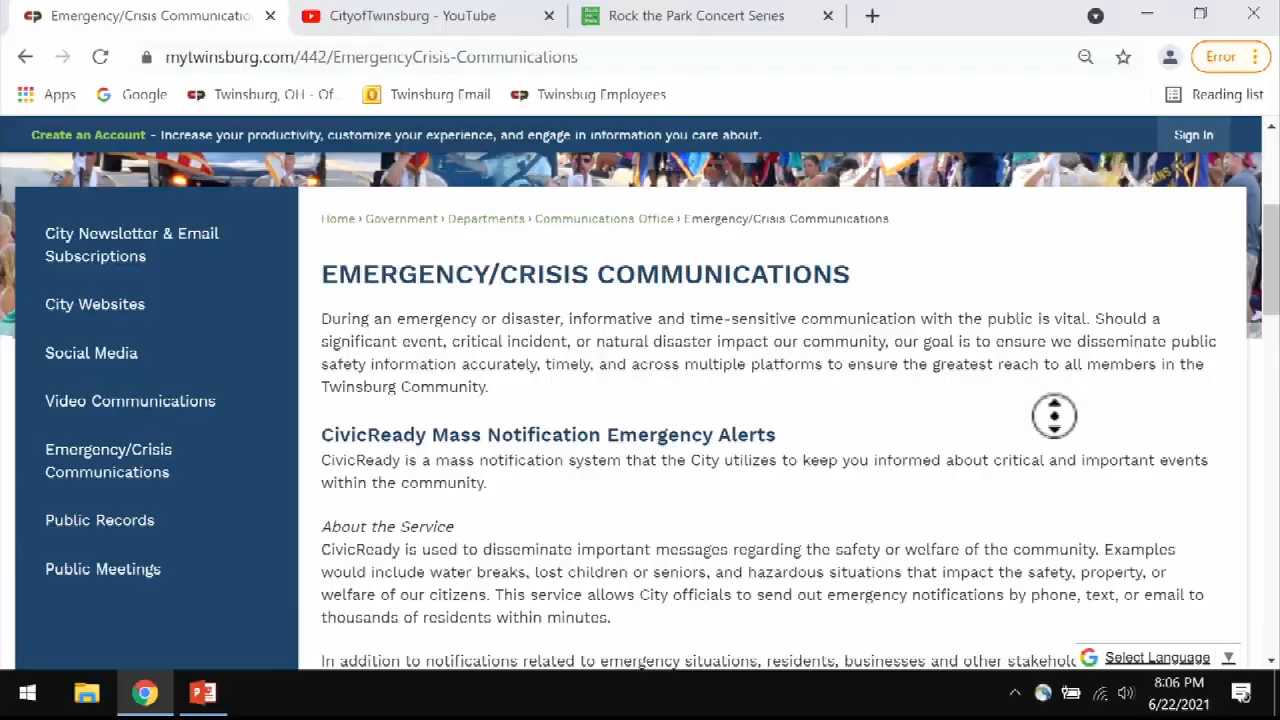 Emergency/Crisis Communicatio
CityofTwinsburg - YouTube
Rock the Park Concert Series
mytwinsburg.com/442/EmergencyCrisis-Communications
Error
Apps
Google
Twinsburg, OH - Of
Twinsburg Email
Twinsbug Employees
Reading list
Create an Account - Increase your productivity, customize your experience, and engage in information you care about.
Sign In
City Newsletter & Email
Subscriptions
City Websites
Social Media
Video Communications
Emergency/Crisis
Communications
Public Records
Public Meetings
Home › Government › Departments › Communications Office › Emergency/Crisis Communications
EMERGENCY/CRISIS COMMUNICATIONS
During an emergency or disaster, informative and time-sensitive communication with the public is vital. Should a
significant event, critical incident, or natural disaster impact our community, our goal is to ensure we disseminate public
safety information accurately, timely, and across multiple platforms to ensure the greatest reach to all members in the
Twinsburg Community.
CivicReady Mass Notification Emergency Alerts
CivicReady is a mass notification system that the City utilizes to keep you informed about critical and important events
within the community.
About the Service
CivicReady is used to disseminate important messages regarding the safety or welfare of the community. Examples
would include water breaks, lost children or seniors, and hazardous situations that impact the safety, property, or
welfare of our citizens. This service allows City officials to send out emergency notifications by phone, text, or email to
thousands of residents within minutes.
In addition to notifications related to emergency situations, residents, businesses and other stakehol
Select Language
8:06 PM
6/22/2021